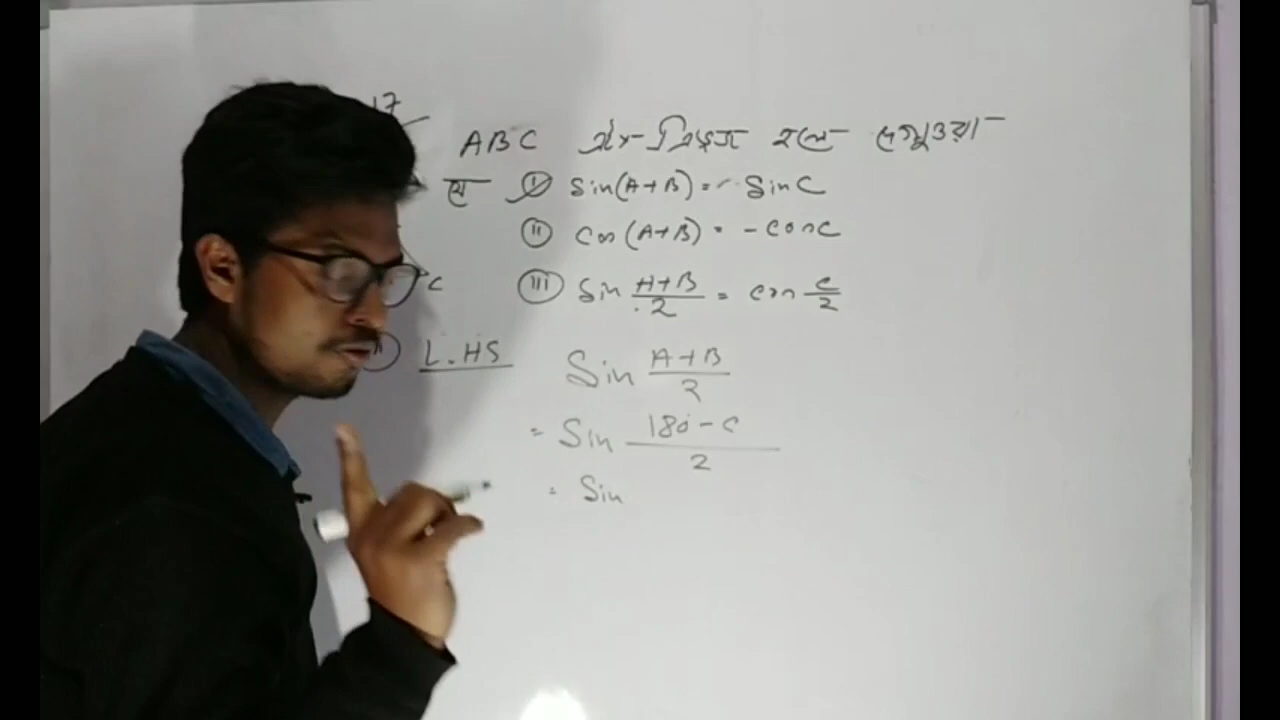 17
ABC ত্রিভুজ হলে দেখাও
যে (I) Sin(A+B) = SinC
(II) Cos(A+B) = -CosC
(III) Sin A+B/2 = Cos C/2
C
L.HS Sin A+B/2
= Sin 180-C/2
= Sin